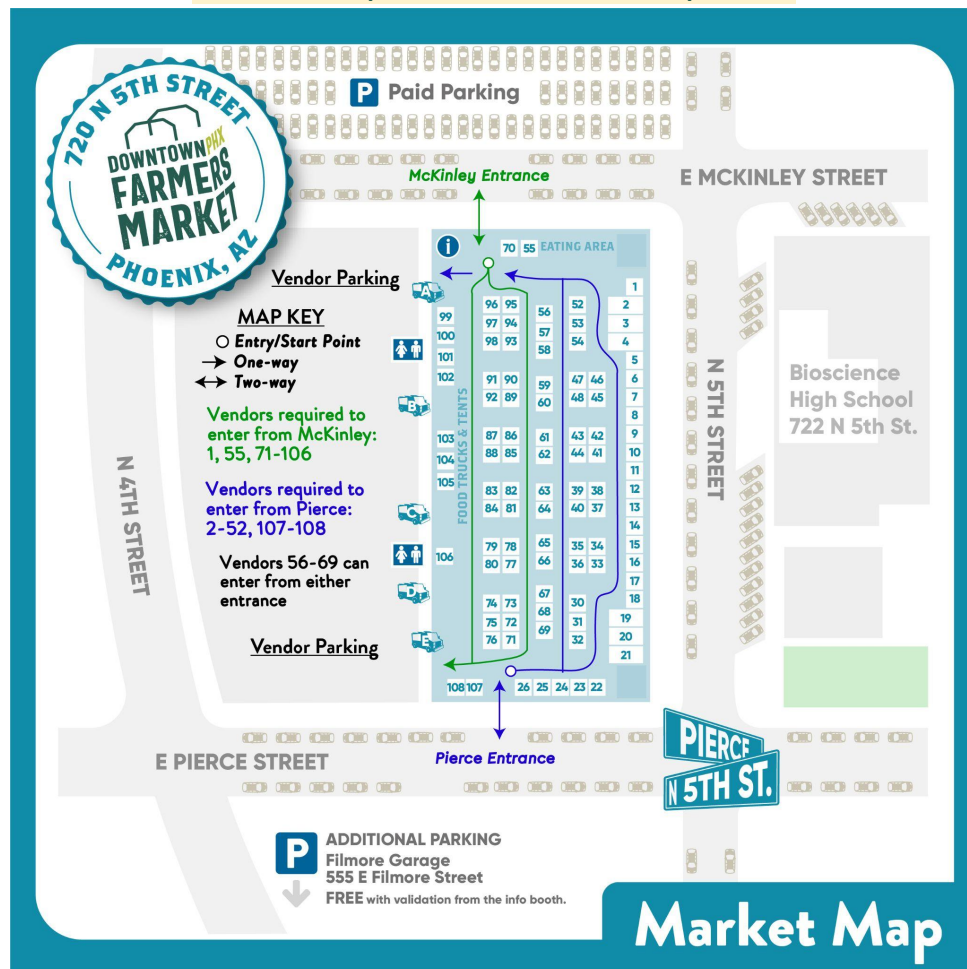 720 N 5TH STREET
DOWNTOWNPHX
FARMERS
MARKET
PHOENIX, AZ
P Paid Parking
McKinley Entrance
E MCKINLEY STREET
i
70 55 EATING AREA
Vendor Parking
MAP KEY
Entry/Start Point
One-way
Two-way
Vendors required to
enter from McKinley:
1, 55, 71-106
Vendors required to
enter from Pierce:
2-52, 107-108
Vendors 56-69 can
enter from either
entrance
Vendor Parking
A
B
C
D
E
99
100
101
102
103
104
105
106
FOOD TRUCKS & TENTS
96 95
97 94
98 93
91 90
92 89
87 86
88 85
83 82
84 81
79 78
80 77
74 73
75 72
76 71
56
57
58
59
60
61
62
63
64
65
66
67
68
69
52
53
54
47 46
48 45
43 42
44 41
39 38
40 37
35 34
36 33
30
31
32
1
2
3
4
5
6
7
8
9
10
11
12
13
14
15
16
17
18
19
20
21
108 107
26 25 24 23 22
N 4TH STREET
N 5TH STREET
Bioscience
High School
722 N 5th St.
Pierce Entrance
E PIERCE STREET
PIERCE
N 5TH ST.
P
ADDITIONAL PARKING
Filmore Garage
555 E Filmore Street
FREE with validation from the info booth.
Market Map